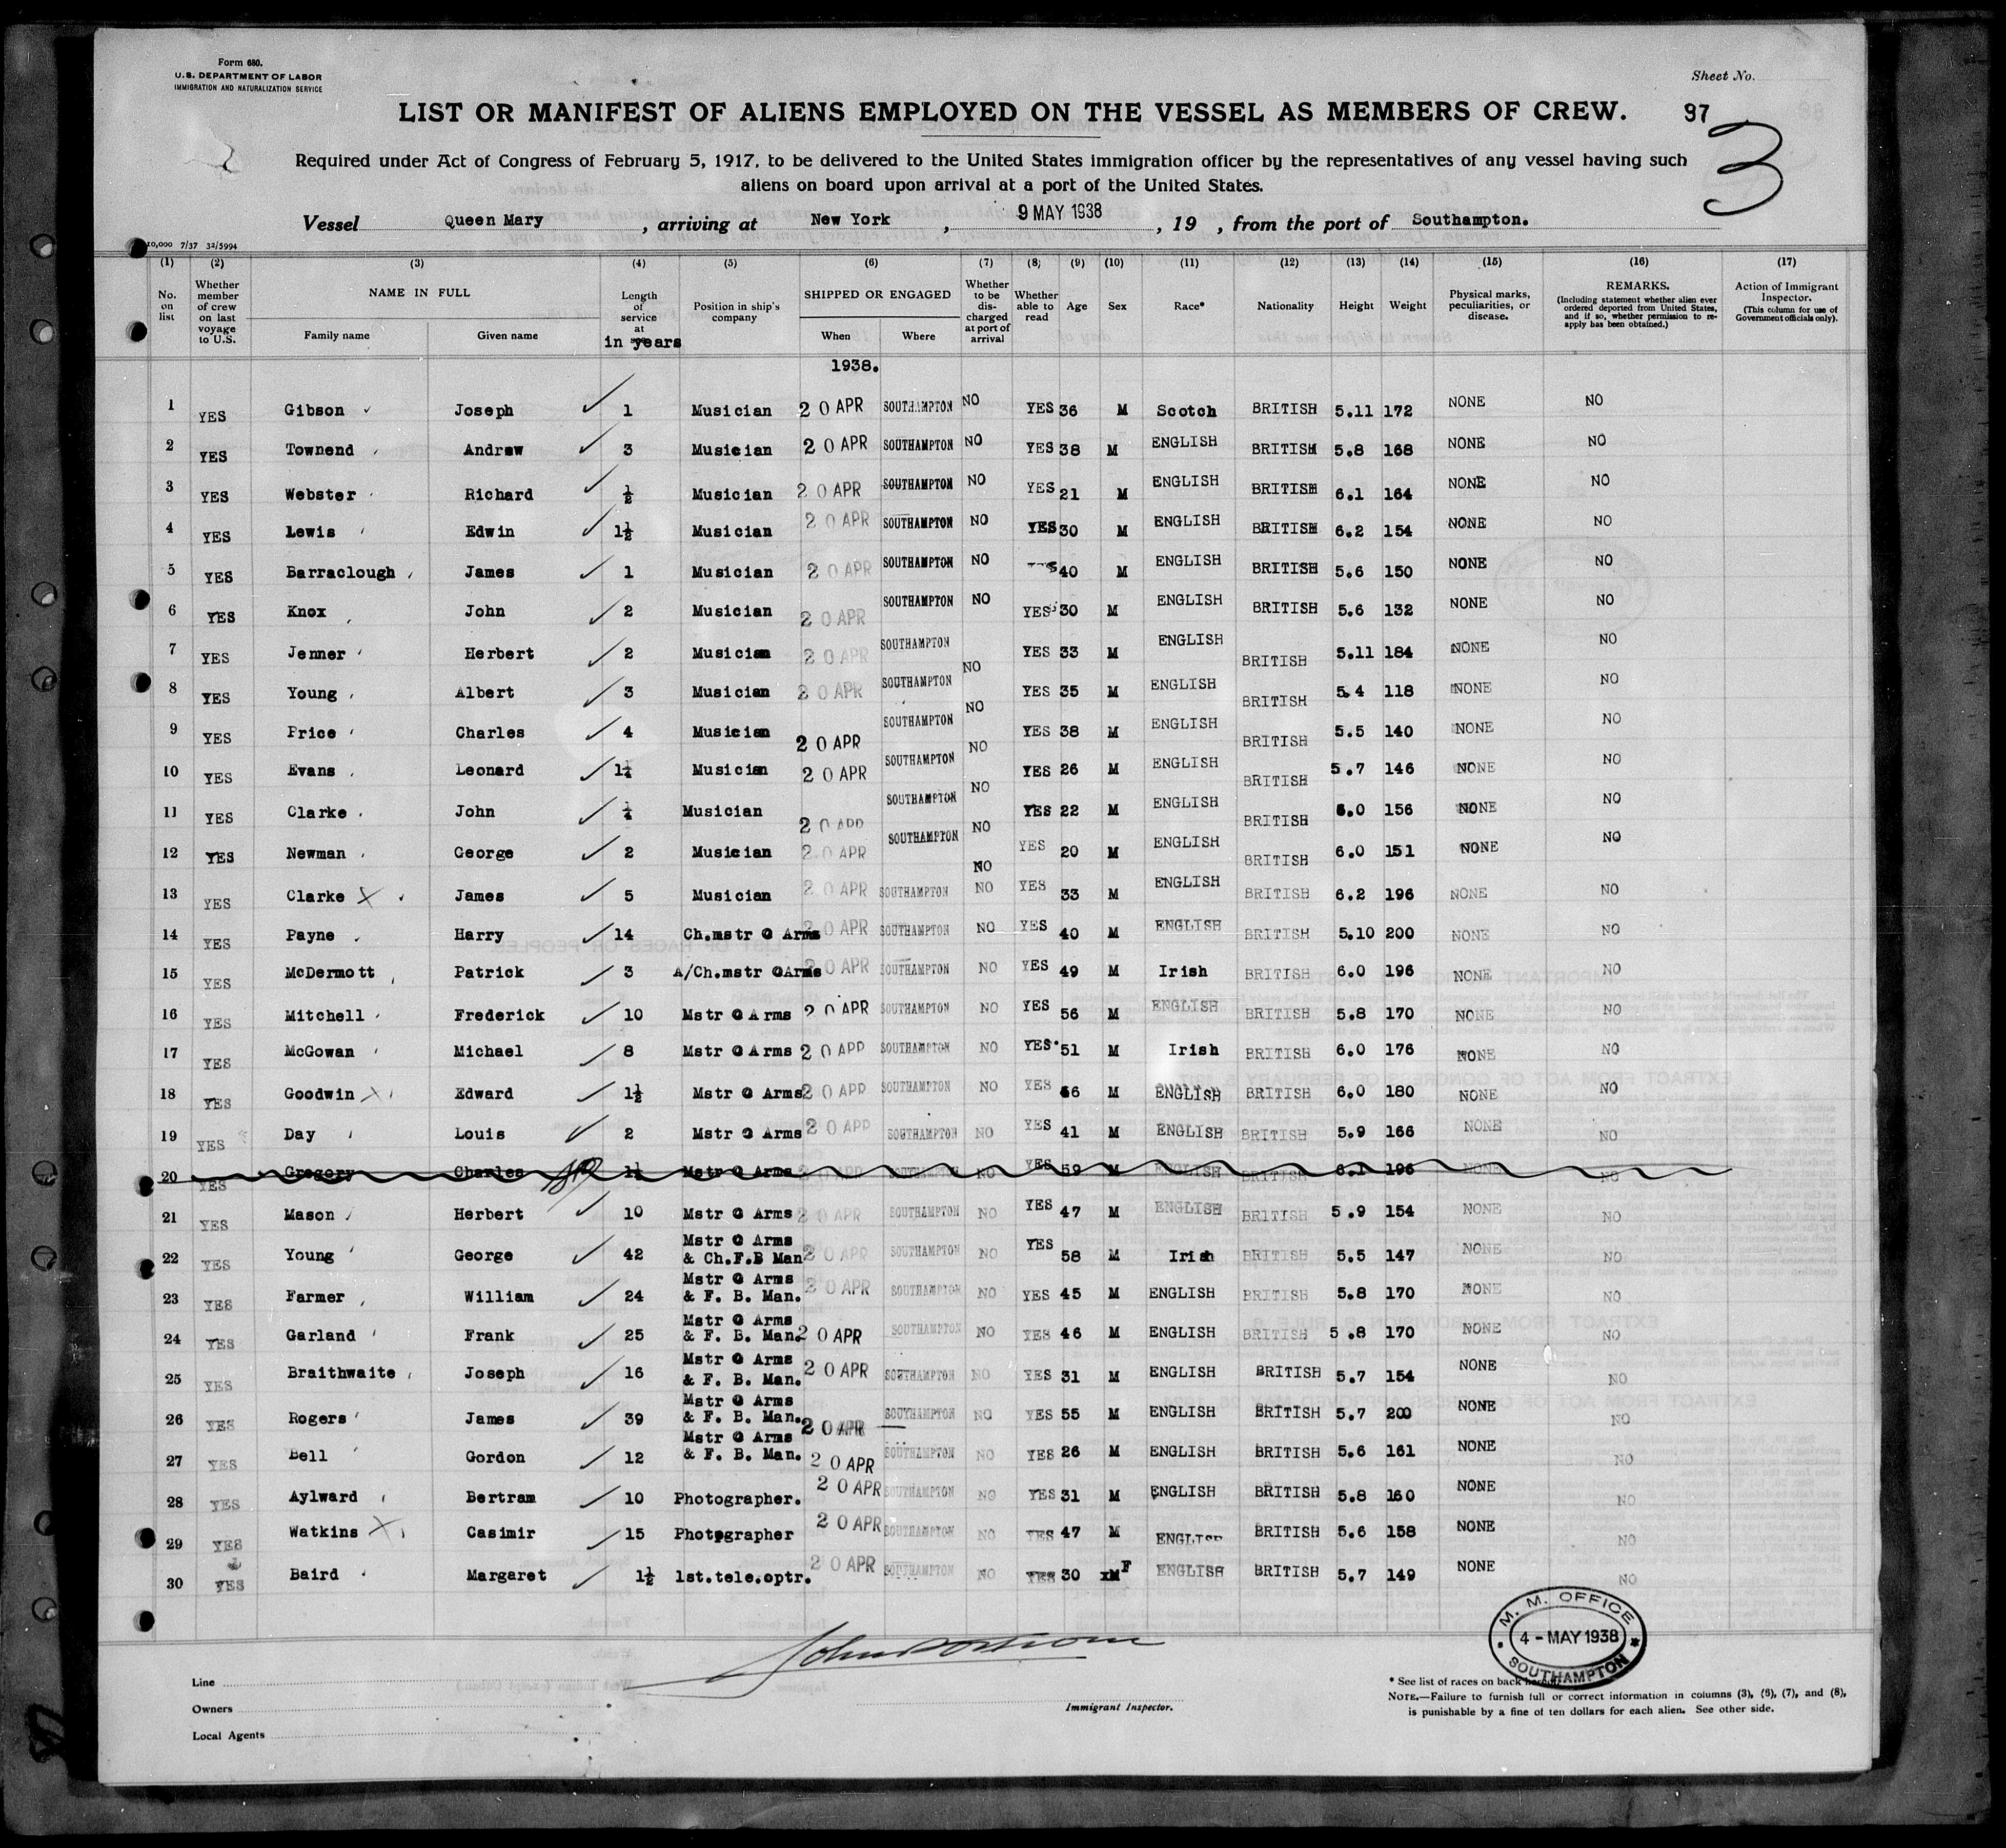 Form 680.
U.S. DEPARTMENT OF LABOR
IMMIGRATION AND NATURALIZATION SERVICE
Sheet No.
LIST OR MANIFEST OF ALIENS EMPLOYED ON THE VESSEL AS MEMBERS OF CREW. 97
3
Required under Act of Congress of February 5, 1917, to be delivered to the United States immigration officer by the representatives of any vessel having such
aliens on board upon arrival at a port of the United States.
Vessel Queen Mary, arriving at New York, 9 MAY 1938, 19 , from the port of Southampton.
10,000 7/37 32/5994
(1) (2) (3) (4) (5) (6) (7) (8) (9) (10) (11) (12) (13) (14) (15) (16) (17)
No. on list
Whether member of crew on last voyage to U.S.
NAME IN FULL
Family name Given name
Length of service at in years
Position in ship's company
SHIPPED OR ENGAGED
When Where
Whether to be discharged at port of arrival
Whether able to read
Age Sex Race* Nationality Height Weight
Physical marks, peculiarities, or disease.
REMARKS. (Including statement whether alien ever ordered deported from United States, and if so, whether permission to reapply has been obtained.)
Action of Immigrant Inspector. (This column for use of Government officials only).
1938.
1 YES Gibson Joseph 1 Musician 20 APR SOUTHAMPTON NO YES 36 M Scotch BRITISH 5.11 172 NONE NO
2 YES Townend Andrew 3 Musician 20 APR SOUTHAMPTON NO YES 38 M ENGLISH BRITISH 5.8 168 NONE NO
3 YES Webster Richard ½ Musician 20 APR SOUTHAMPTON NO YES 21 M ENGLISH BRITISH 6.1 164 NONE NO
4 YES Lewis Edwin 1½ Musician 20 APR SOUTHAMPTON NO YES 30 M ENGLISH BRITISH 6.2 154 NONE NO
5 YES Barraclough James 1 Musician 20 APR SOUTHAMPTON NO YES 40 M ENGLISH BRITISH 5.6 150 NONE NO
6 YES Knox John 2 Musician 20 APR SOUTHAMPTON NO YES 30 M ENGLISH BRITISH 5.6 132 NONE NO
7 YES Jenner Herbert 2 Musician 20 APR SOUTHAMPTON NO YES 33 M ENGLISH BRITISH 5.11 184 NONE NO
8 YES Young Albert 3 Musician 20 APR SOUTHAMPTON NO YES 35 M ENGLISH BRITISH 5.4 118 NONE NO
9 YES Price Charles 4 Musician 20 APR SOUTHAMPTON NO YES 38 M ENGLISH BRITISH 5.5 140 NONE NO
10 YES Evans Leonard 1¼ Musician 20 APR SOUTHAMPTON NO YES 26 M ENGLISH BRITISH 5.7 146 NONE NO
11 YES Clarke John ¼ Musician 20 APR SOUTHAMPTON NO YES 22 M ENGLISH BRITISH 6.0 156 NONE NO
12 YES Newman George 2 Musician 20 APR SOUTHAMPTON NO YES 20 M ENGLISH BRITISH 6.0 151 NONE NO
13 YES Clarke James 5 Musician 20 APR SOUTHAMPTON NO YES 33 M ENGLISH BRITISH 6.2 196 NONE NO
14 YES Payne Harry 14 Ch.mstr @ Arms 20 APR SOUTHAMPTON NO YES 40 M ENGLISH BRITISH 5.10 200 NONE NO
15 YES McDermott Patrick 3 A/Ch.mstr @Arms 20 APR SOUTHAMPTON NO YES 49 M Irish BRITISH 6.0 196 NONE NO
16 YES Mitchell Frederick 10 Mstr @ Arms 20 APR SOUTHAMPTON NO YES 56 M ENGLISH BRITISH 5.8 170 NONE NO
17 YES McGowan Michael 8 Mstr @ Arms 20 APR SOUTHAMPTON NO YES 51 M Irish BRITISH 6.0 176 NONE NO
18 YES Goodwin Edward 1½ Mstr @ Arms 20 APR SOUTHAMPTON NO YES M ENGLISH BRITISH 6.0 180 NONE NO
19 YES Day Louis 2 Mstr @ Arms 20 APR SOUTHAMPTON NO YES 41 M ENGLISH BRITISH 5.9 166 NONE NO
20 YES Gregory Charles 1½ Mstr @ Arms 20 APR SOUTHAMPTON NO YES 59 M ENGLISH BRITISH 6.1 196 NONE NO
21 YES Mason Herbert 10 Mstr @ Arms 20 APR SOUTHAMPTON NO YES 47 M ENGLISH BRITISH 5.9 154 NONE NO
22 YES Young George 42 Mstr @ Arms & Ch.F.B Man 20 APR SOUTHAMPTON NO YES 58 M Irish BRITISH 5.5 147 NONE NO
23 YES Farmer William 24 Mstr @ Arms & F. B. Man. 20 APR SOUTHAMPTON NO YES 45 M ENGLISH BRITISH 5.8 170 NONE NO
24 YES Garland Frank 25 Mstr @ Arms & F. B. Man. 20 APR SOUTHAMPTON NO YES 46 M ENGLISH BRITISH 5.8 170 NONE NO
25 YES Braithwaite Joseph 16 Mstr @ Arms & F. B. Man. 20 APR SOUTHAMPTON NO YES 31 M ENGLISH BRITISH 5.7 154 NONE NO
26 YES Rogers James 39 Mstr @ Arms & F. B. Man. 20 APR SOUTHAMPTON NO YES 55 M ENGLISH BRITISH 5.7 200 NONE NO
27 YES Bell Gordon 12 Mstr @ Arms & F. B. Man. 20 APR SOUTHAMPTON NO YES 26 M ENGLISH BRITISH 5.6 161 NONE NO
28 YES Aylward Bertram 10 Photographer. 20 APR SOUTHAMPTON NO YES 31 M ENGLISH BRITISH 5.8 160 NONE NO
29 YES Watkins Casimir 15 Photographer 20 APR SOUTHAMPTON NO YES 47 M ENGLISH BRITISH 5.6 158 NONE NO
30 YES Baird Margaret 1½ 1st.tele.optr. 20 APR SOUTHAMPTON NO YES 30 F ENGLISH BRITISH 5.7 149 NONE NO
M. M. OFFICE
4 - MAY 1938
SOUTHAMPTON
Line
Owners
Local Agents
Immigrant Inspector.
* See list of races on back hereof.
NOTE.—Failure to furnish full or correct information in columns (3), (6), (7), and (8),
is punishable by a fine of ten dollars for each alien. See other side.